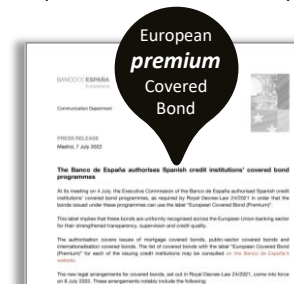 European
premium
Covered
Bond
BANCO DE ESPAÑA
Eurosistema
Communication Department
PRESS RELEASE
Madrid, 7 July 2022
The Banco de España authorises Spanish credit institutions' covered bond
programmes
At its meeting on 4 July, the Executive Commission of the Banco de España authorised Spanish credit
institutions' covered bond programmes, as required by Royal Decree-Law 24/2021 in order that the
bonds issued under these programmes can use the label "European Covered Bond (Premium)".
This label implies that these bonds are uniformly recognised across the European Union banking sector
for their strengthened transparency, supervision and credit quality.
The authorisation covers issues of mortgage covered bonds, public-sector covered bonds and
internationalisation covered bonds. The list of covered bonds with the label "European Covered Bond
(Premium)" for each of the issuing credit institutions may be consulted on the Banco de España's
website.
The new legal arrangements for covered bonds, set out in Royal Decree-Law 24/2021, come into force
on 8 July 2022. These arrangements notably include the following: